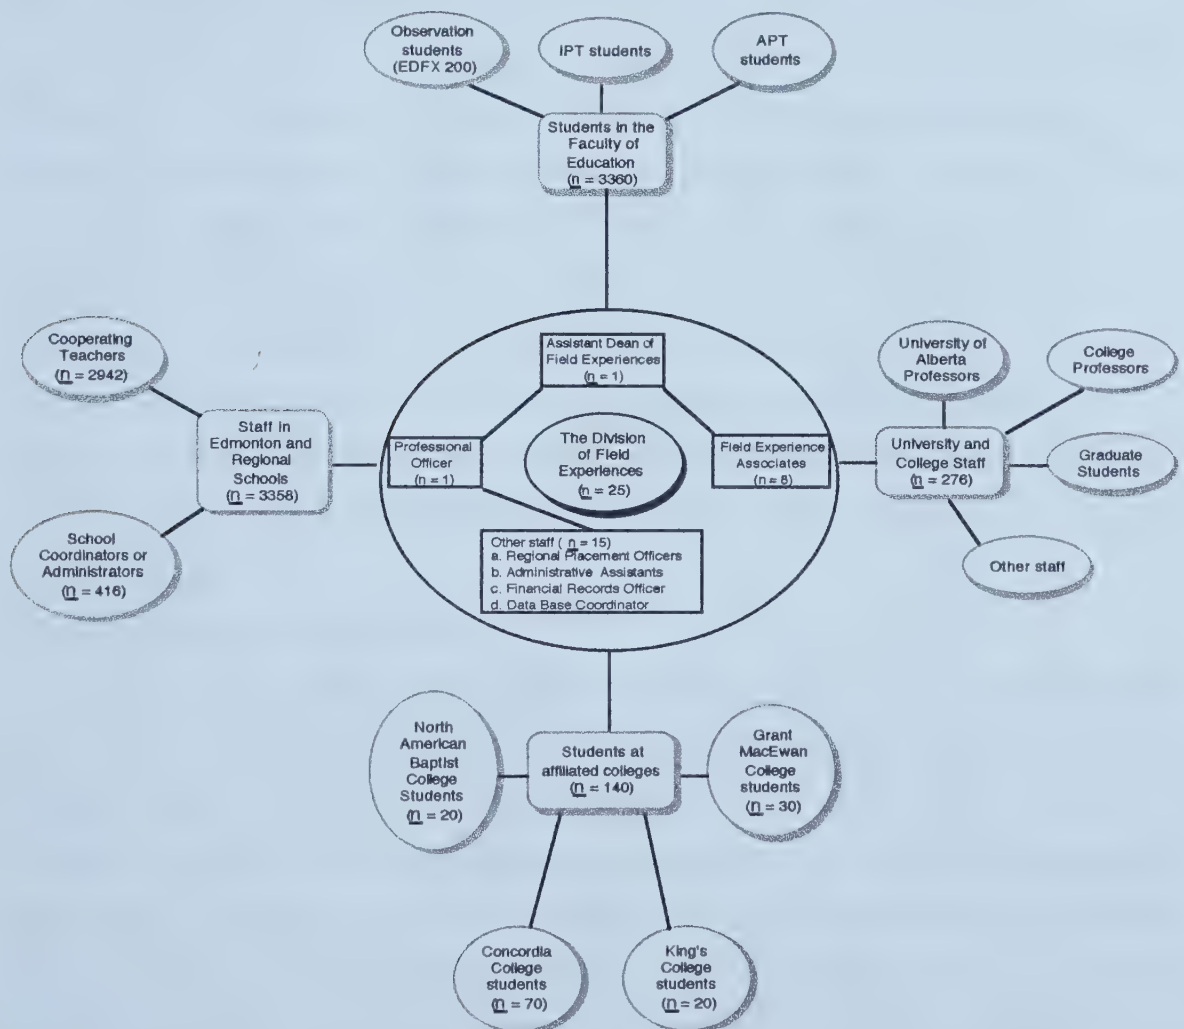 Observation
students
(EDFX 200)
IPT students
APT
students
Students in the
Faculty of
Education
(n = 3360)
Cooperating
Teachers
(n = 2942)
Staff in
Edmonton and
Regional
Schools
(n = 3358)
School
Coordinators or
Administrators
(n = 416)
Assistant Dean of
Field Experiences
(n = 1)
Professional
Officer
(n = 1)
The Division
of Field
Experiences
(n = 25)
Field Experience
Associates
(n = 8)
Other staff ( n = 15)
a. Regional Placement Officers
b. Administrative Assistants
c. Financial Records Officer
d. Data Base Coordinator
University of
Alberta
Professors
College
Professors
University and
College Staff
(n = 276)
Graduate
Students
Other staff
North
American
Baptist
College
Students
(n = 20)
Students at
affiliated colleges
(n = 140)
Grant
MacEwan
College
students
(n = 30)
Concordia
College
students
(n = 70)
King's
College
students
(n = 20)